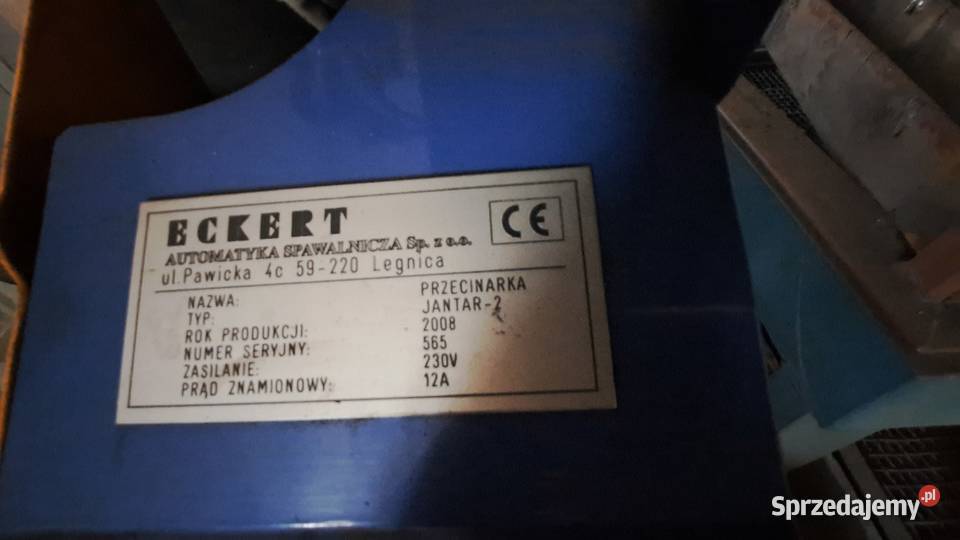 ECKERT
CE
AUTOMATYKA SPAWALNICZA Sp. z o.o.
ul.Pawicka 4c 59-220 Legnica
NAZWA: PRZECINARKA
TYP: JANTAR-2
ROK PRODUKCJI: 2008
NUMER SERYJNY: 565
ZASILANIE: 230V
PRĄD ZNAMIONOWY: 12A
Sprzedajemy.pl